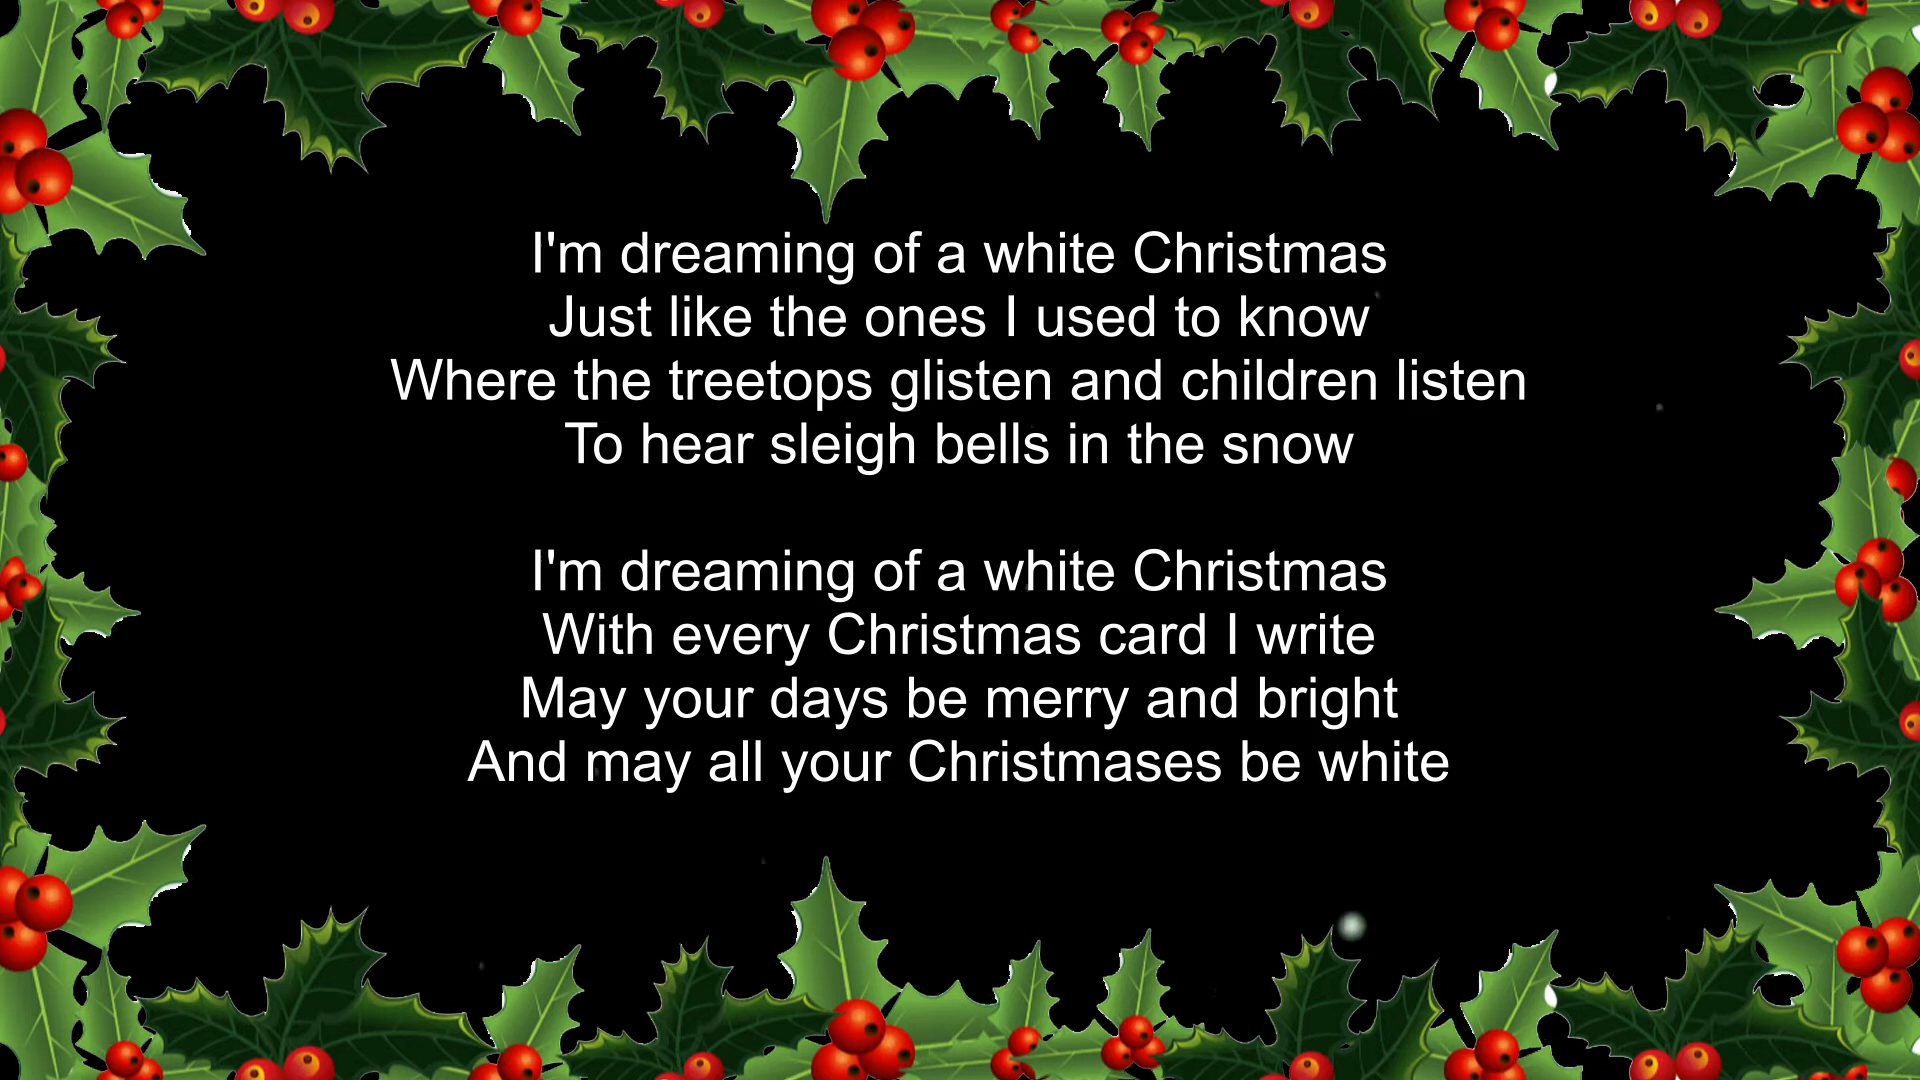 I'm dreaming of a white Christmas
Just like the ones I used to know
Where the treetops glisten and children listen
To hear sleigh bells in the snow

I'm dreaming of a white Christmas
With every Christmas card I write
May your days be merry and bright
And may all your Christmases be white